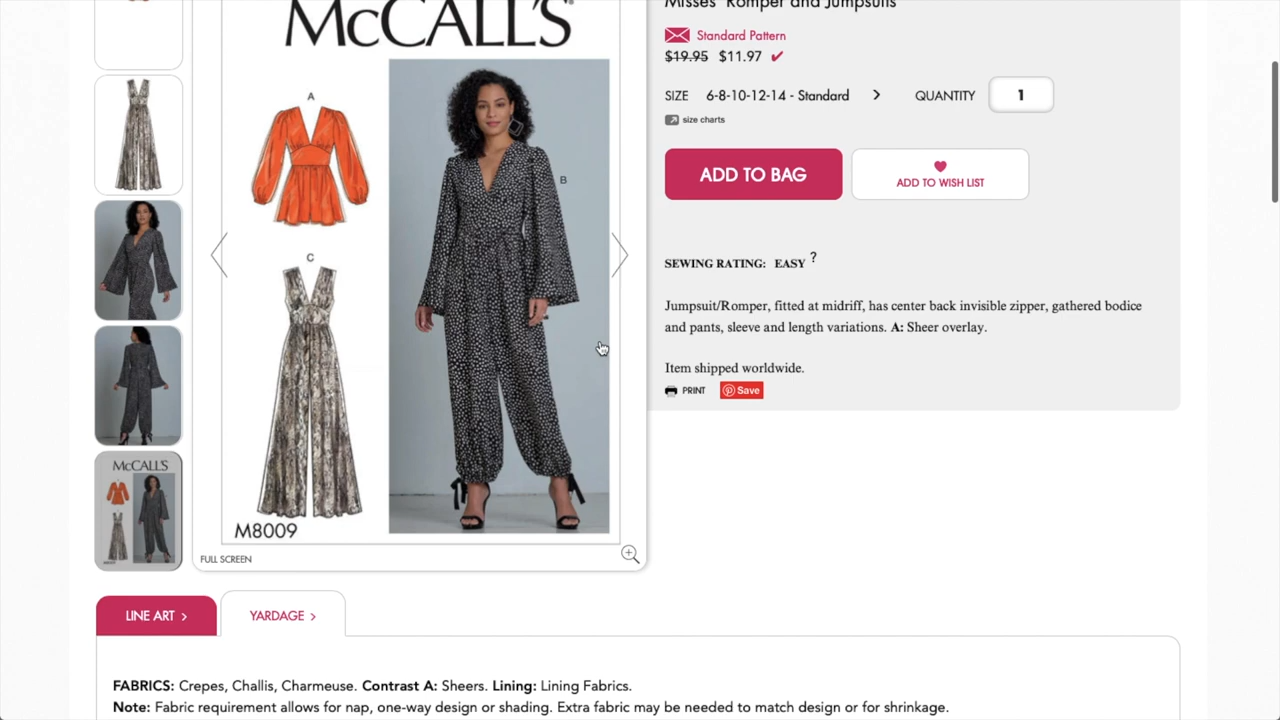 Misses' Romper and Jumpsuits
McCALL'S
Standard Pattern
$19.95 $11.97
SIZE 6-8-10-12-14 - Standard QUANTITY 1
size charts
ADD TO BAG
ADD TO WISH LIST
A
B
C
M8009
FULL SCREEN
McCALL'S
SEWING RATING: EASY ?
Jumpsuit/Romper, fitted at midriff, has center back invisible zipper, gathered bodice
and pants, sleeve and length variations. A: Sheer overlay.
Item shipped worldwide.
PRINT Save
LINE ART > YARDAGE >
FABRICS: Crepes, Challis, Charmeuse. Contrast A: Sheers. Lining: Lining Fabrics.
Note: Fabric requirement allows for nap, one-way design or shading. Extra fabric may be needed to match design or for shrinkage.